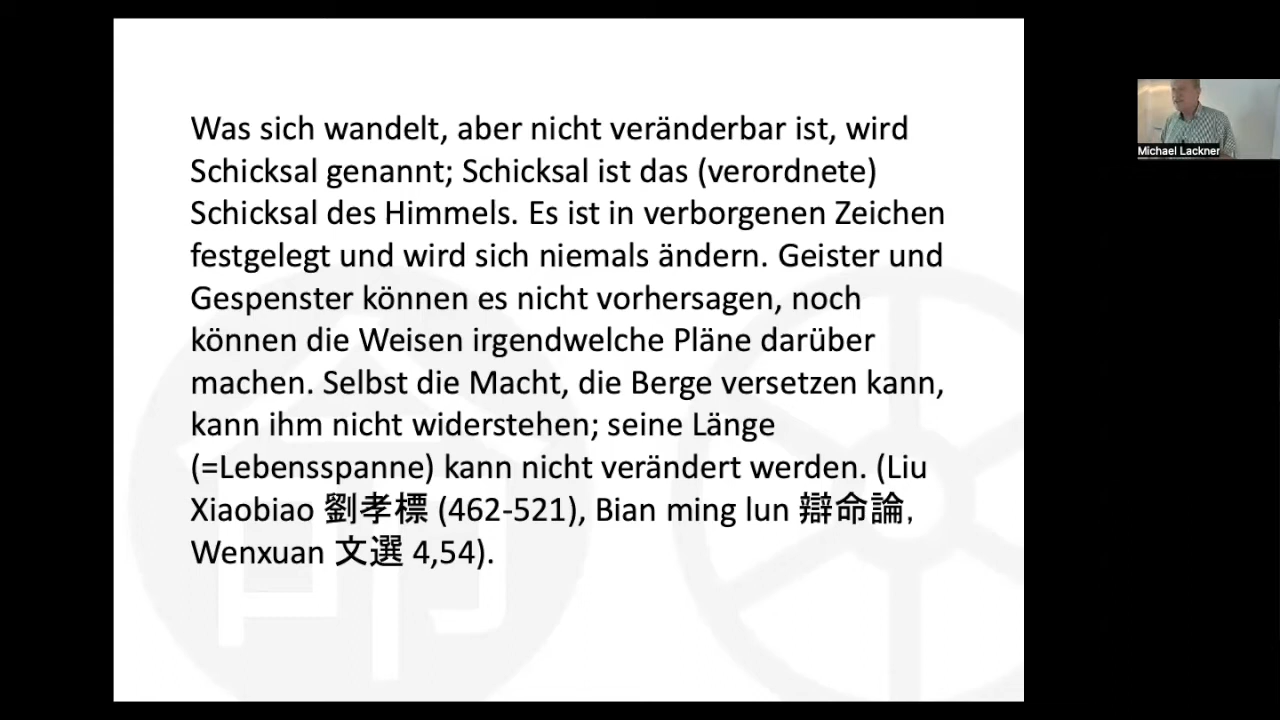 Was sich wandelt, aber nicht veränderbar ist, wird
Schicksal genannt; Schicksal ist das (verordnete)
Schicksal des Himmels. Es ist in verborgenen Zeichen
festgelegt und wird sich niemals ändern. Geister und
Gespenster können es nicht vorhersagen, noch
können die Weisen irgendwelche Pläne darüber
machen. Selbst die Macht, die Berge versetzen kann,
kann ihm nicht widerstehen; seine Länge
(=Lebensspanne) kann nicht verändert werden. (Liu
Xiaobiao 劉孝標 (462-521), Bian ming lun 辯命論,
Wenxuan 文選 4,54).
命
Michael Lackner